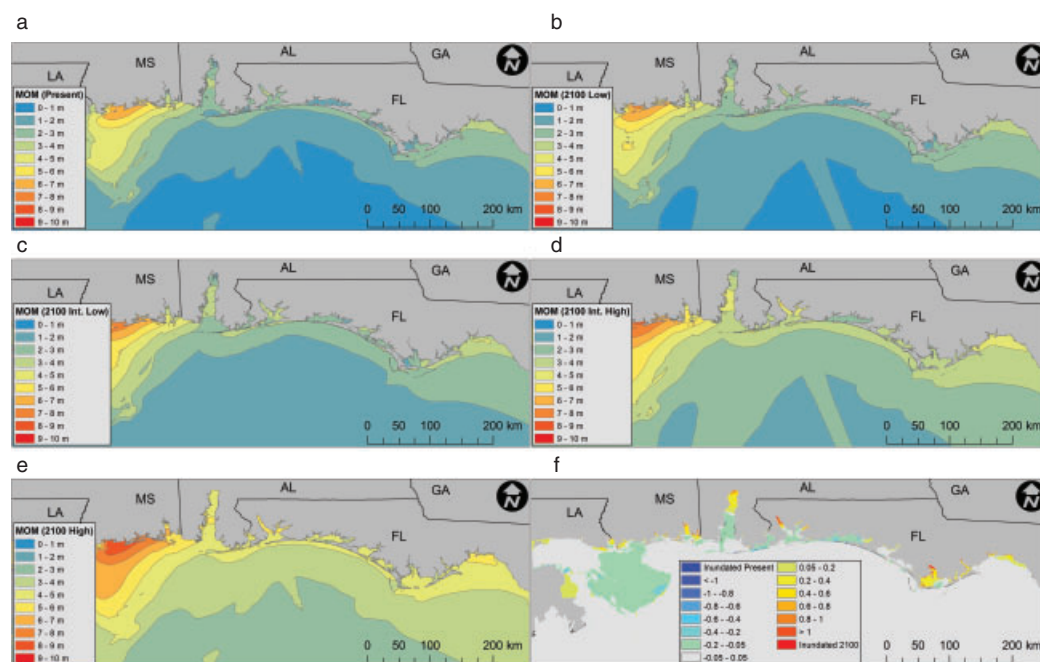 a
LA
MS
AL
GA
FL
N
MOM (Present)
0 - 1 m
1 - 2 m
2 - 3 m
3 - 4 m
4 - 5 m
5 - 6 m
6 - 7 m
7 - 8 m
8 - 9 m
9 - 10 m
0 50 100 200 km
b
LA
MS
AL
GA
FL
N
MOM (2100 Low)
0 - 1 m
1 - 2 m
2 - 3 m
3 - 4 m
4 - 5 m
5 - 6 m
6 - 7 m
7 - 8 m
8 - 9 m
9 - 10 m
0 50 100 200 km
c
LA
MS
AL
GA
FL
N
MOM (2100 Int. Low)
0 - 1 m
1 - 2 m
2 - 3 m
3 - 4 m
4 - 5 m
5 - 6 m
6 - 7 m
7 - 8 m
8 - 9 m
9 - 10 m
0 50 100 200 km
d
LA
MS
AL
GA
FL
N
MOM (2100 Int. High)
0 - 1 m
1 - 2 m
2 - 3 m
3 - 4 m
4 - 5 m
5 - 6 m
6 - 7 m
7 - 8 m
8 - 9 m
9 - 10 m
0 50 100 200 km
e
LA
MS
AL
GA
FL
N
MOM (2100 High)
0 - 1 m
1 - 2 m
2 - 3 m
3 - 4 m
4 - 5 m
5 - 6 m
6 - 7 m
7 - 8 m
8 - 9 m
9 - 10 m
0 50 100 200 km
f
LA
MS
AL
GA
FL
N
Inundated Present
< -1
-1 - -0.8
-0.8 - -0.6
-0.6 - -0.4
-0.4 - -0.2
-0.2 - -0.05
-0.05 - 0.05
0.05 - 0.2
0.2 - 0.4
0.4 - 0.6
0.6 - 0.8
0.8 - 1
> 1
Inundated 2100
0 50 100 200 km